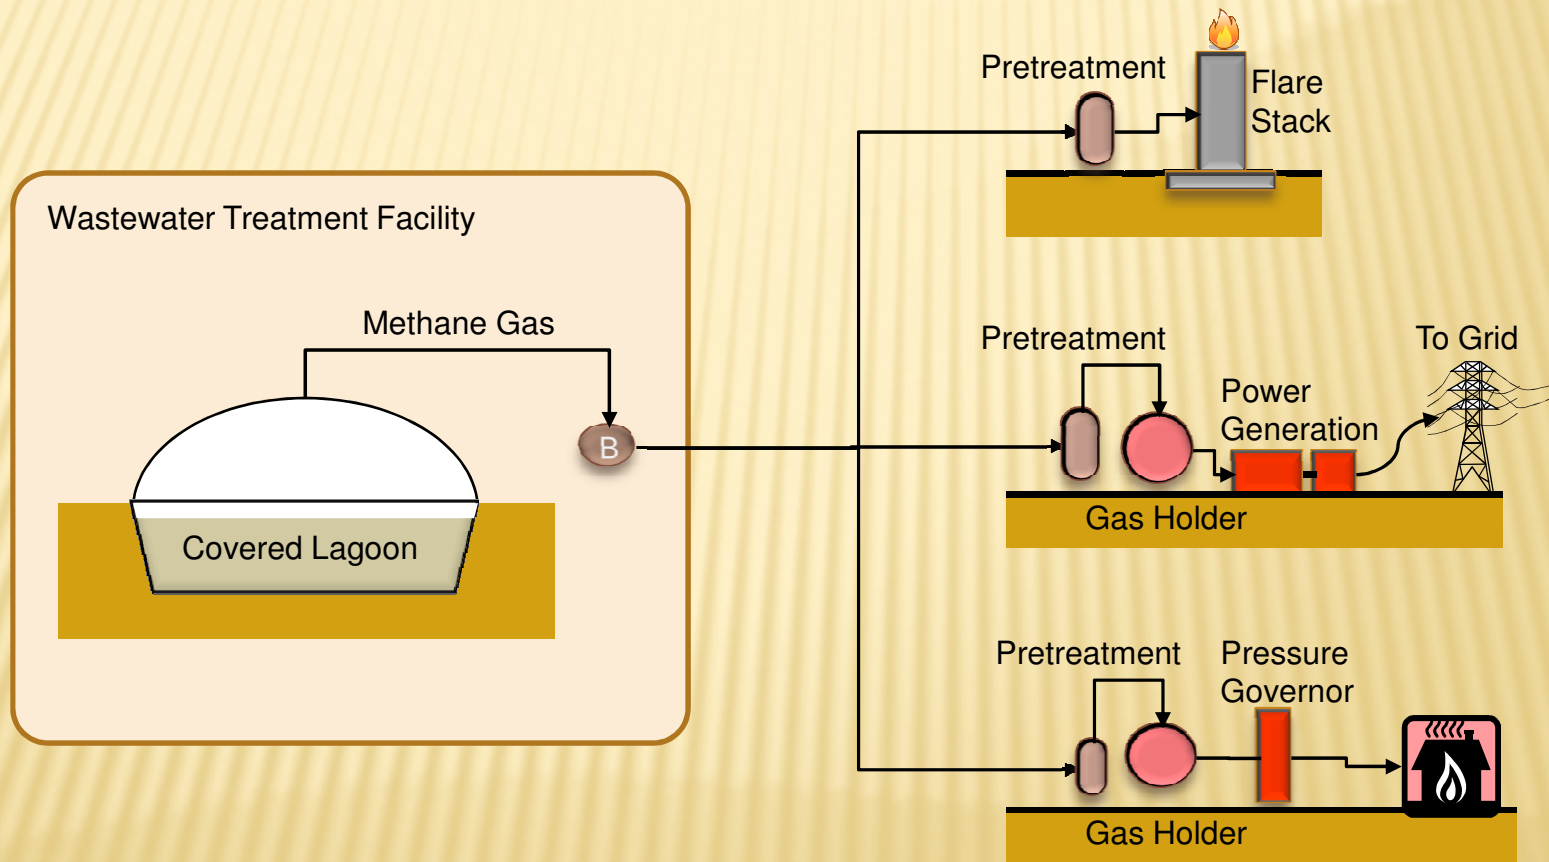 Pretreatment
Flare
Stack
Wastewater Treatment Facility
Methane Gas
B
Covered Lagoon
Pretreatment
To Grid
Power
Generation
Gas Holder
Pretreatment
Pressure
Governor
Gas Holder